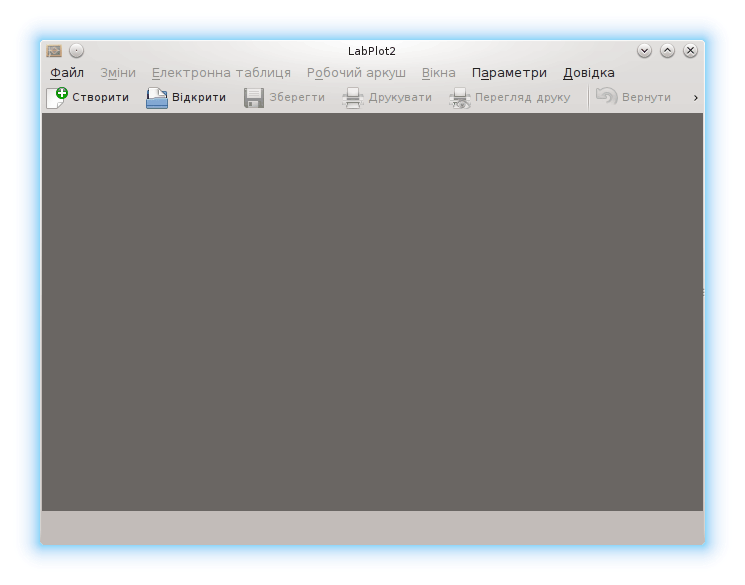 LabPlot2
Файл Зміни Електронна таблиця Робочий аркуш Вікна Параметри Довідка
Створити Відкрити Зберегти Друкувати Перегляд друку Вернути ›